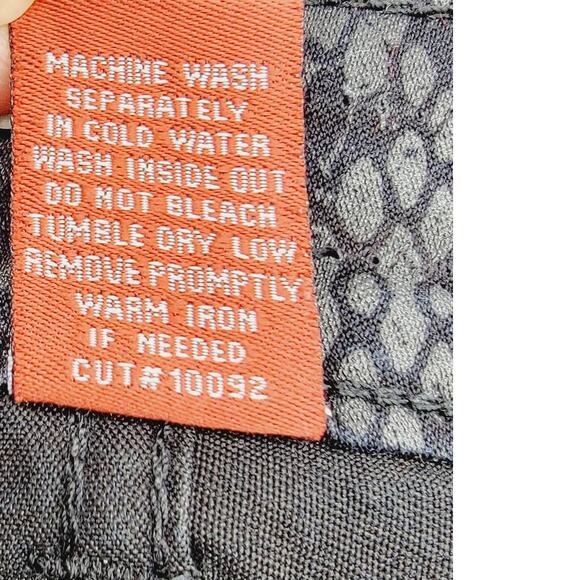 MACHINE WASH
SEPARATELY
IN COLD WATER
WASH INSIDE OUT
DO NOT BLEACH
TUMBLE DRY LOW
REMOVE PROMPTLY
WARM IRON
IF NEEDED
CUT#10092